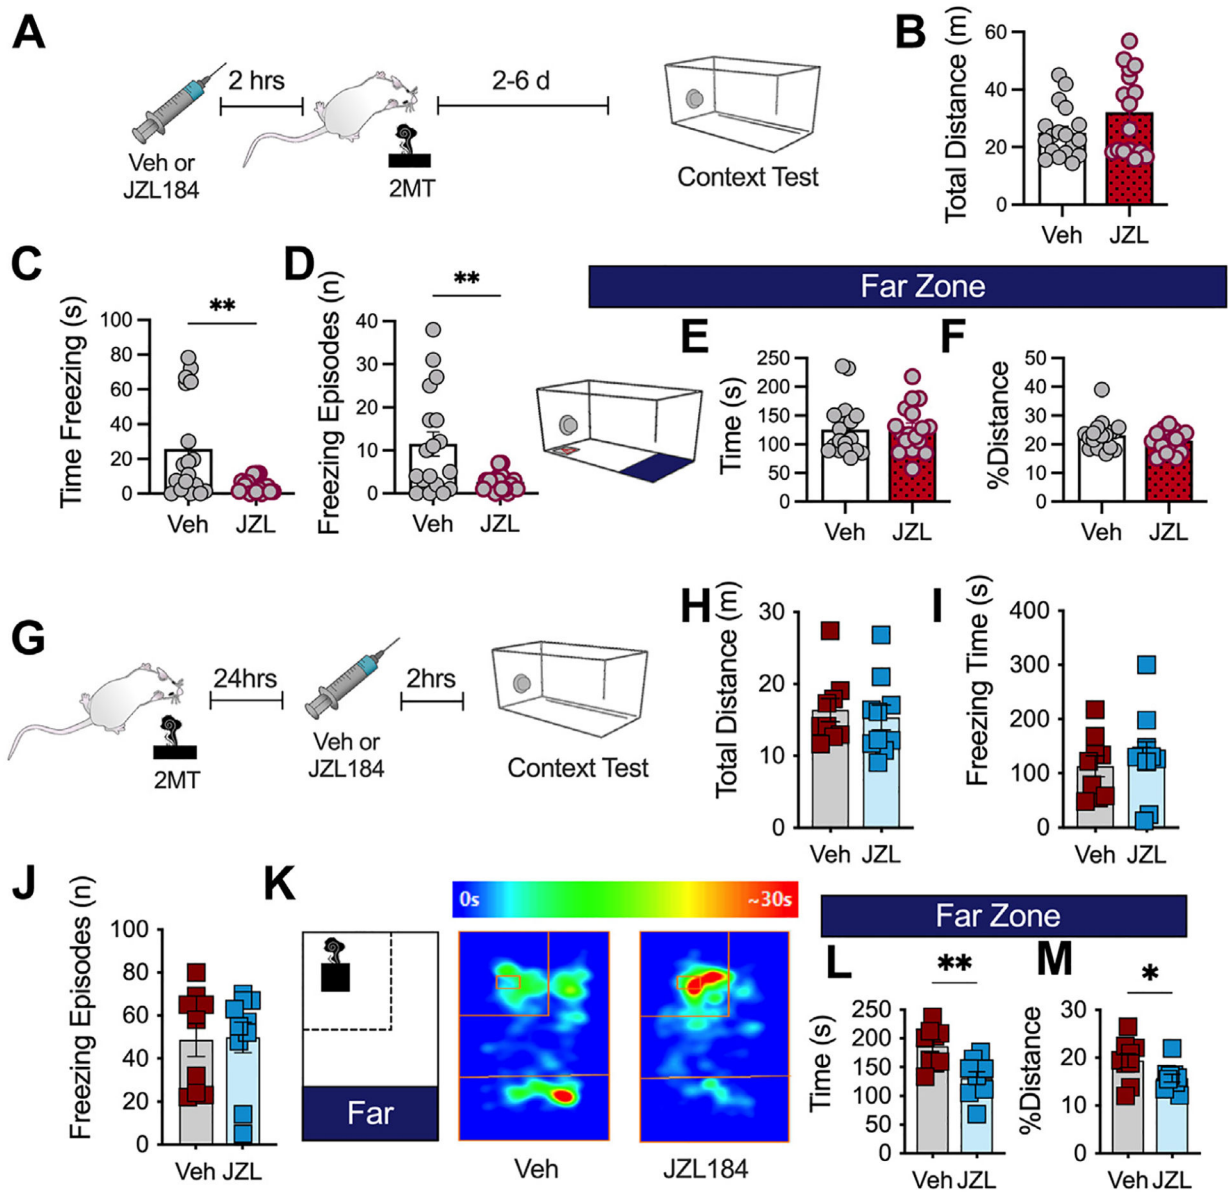 A
2 hrs
2-6 d
Veh or
JZL184
2MT
Context Test
B
Total Distance (m)
60
40
20
0
Veh JZL
C
Time Freezing (s)
100
80
60
40
20
0
**
Veh JZL
D
Freezing Episodes (n)
40
30
20
10
0
**
Veh JZL
Far Zone
E
Time (s)
250
200
150
100
50
0
Veh JZL
F
%Distance
50
40
30
20
10
0
Veh JZL
G
24hrs
2hrs
2MT
Veh or
JZL184
Context Test
H
Total Distance (m)
30
20
10
0
Veh JZL
I
Freezing Time (s)
400
300
200
100
0
Veh JZL
J
Freezing Episodes (n)
100
80
60
40
20
0
Veh JZL
K
0s ~30s
Far
Veh
JZL184
Far Zone
L
Time (s)
250
200
150
100
50
0
**
Veh JZL
M
%Distance
30
20
10
0
*
Veh JZL